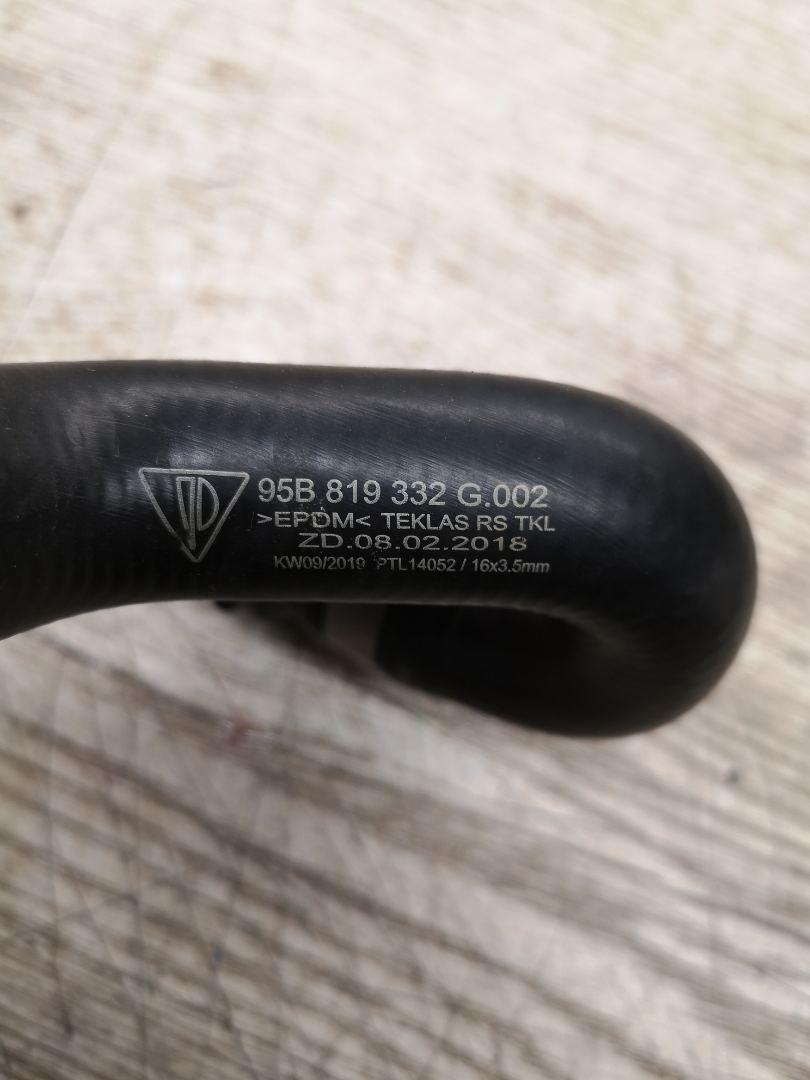 95B 819 332 G.002
>EPDM< TEKLAS RS TKL
ZD.08.02.2018
KW09/2019 PTL14052 / 16x3.5mm